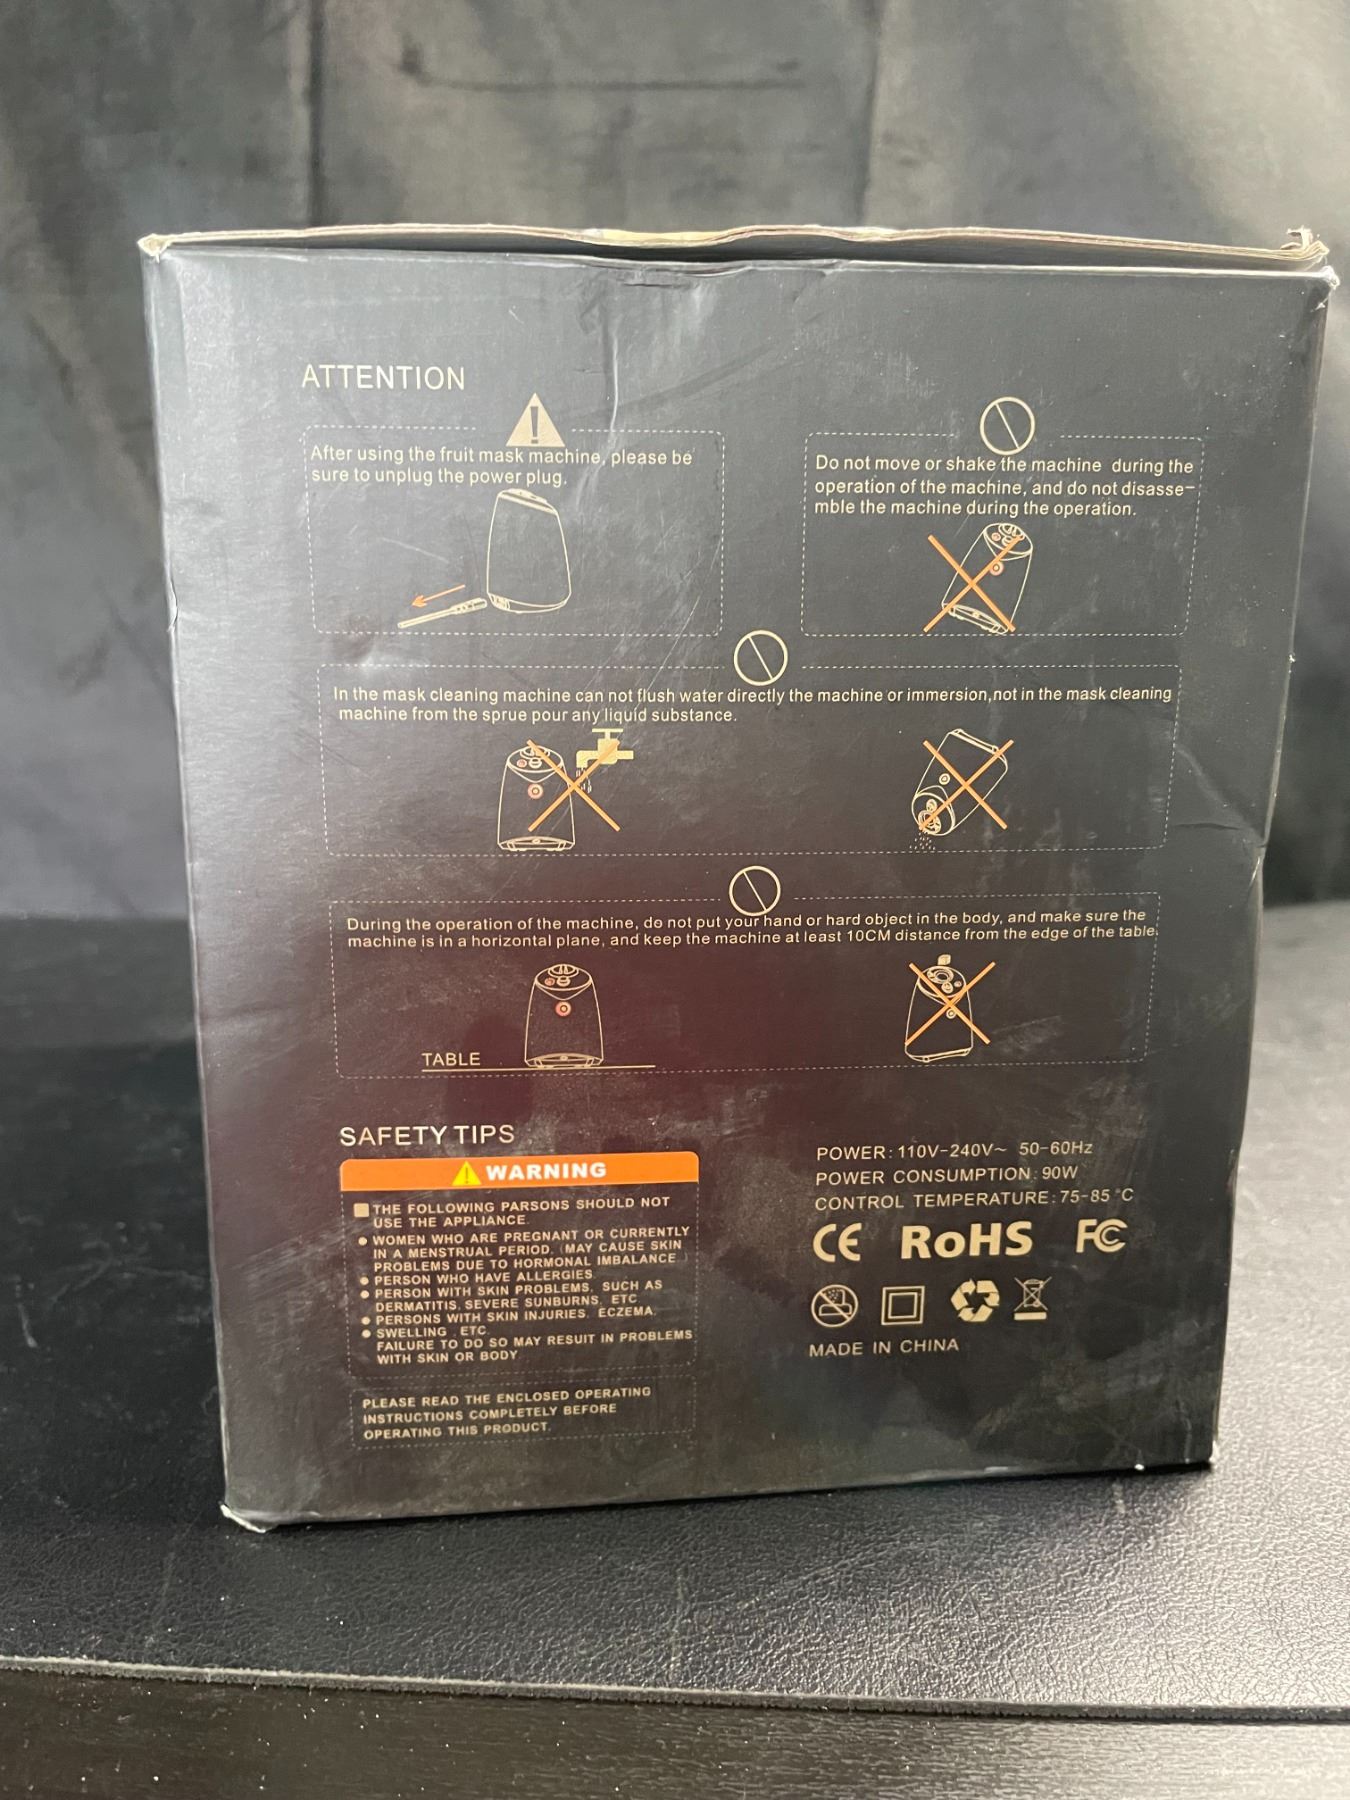 ATTENTION
After using the fruit mask machine, please be
sure to unplug the power plug.
Do not move or shake the machine during the
operation of the machine, and do not disasse-
mble the machine during the operation.
In the mask cleaning machine can not flush water directly the machine or immersion,not in the mask cleaning
machine from the sprue pour any liquid substance.
During the operation of the machine, do not put your hand or hard object in the body, and make sure the
machine is in a horizontal plane, and keep the machine at least 10CM distance from the edge of the table.
TABLE
SAFETY TIPS
WARNING
THE FOLLOWING PARSONS SHOULD NOT
USE THE APPLIANCE.
● WOMEN WHO ARE PREGNANT OR CURRENTLY
IN A MENSTRUAL PERIOD. (MAY CAUSE SKIN
PROBLEMS DUE TO HORMONAL IMBALANCE.)
● PERSON WHO HAVE ALLERGIES.
● PERSON WITH SKIN PROBLEMS, SUCH AS
DERMATITIS, SEVERE SUNBURNS, ETC
● PERSONS WITH SKIN INJURIES, ECZEMA,
● SWELLING , ETC.
FAILURE TO DO SO MAY RESUIT IN PROBLEMS
WITH SKIN OR BODY
PLEASE READ THE ENCLOSED OPERATING
INSTRUCTIONS COMPLETELY BEFORE
OPERATING THIS PRODUCT.
POWER: 110V-240V~ 50-60Hz
POWER CONSUMPTION: 90W
CONTROL TEMPERATURE: 75-85 °C
CE RoHS FC
MADE IN CHINA